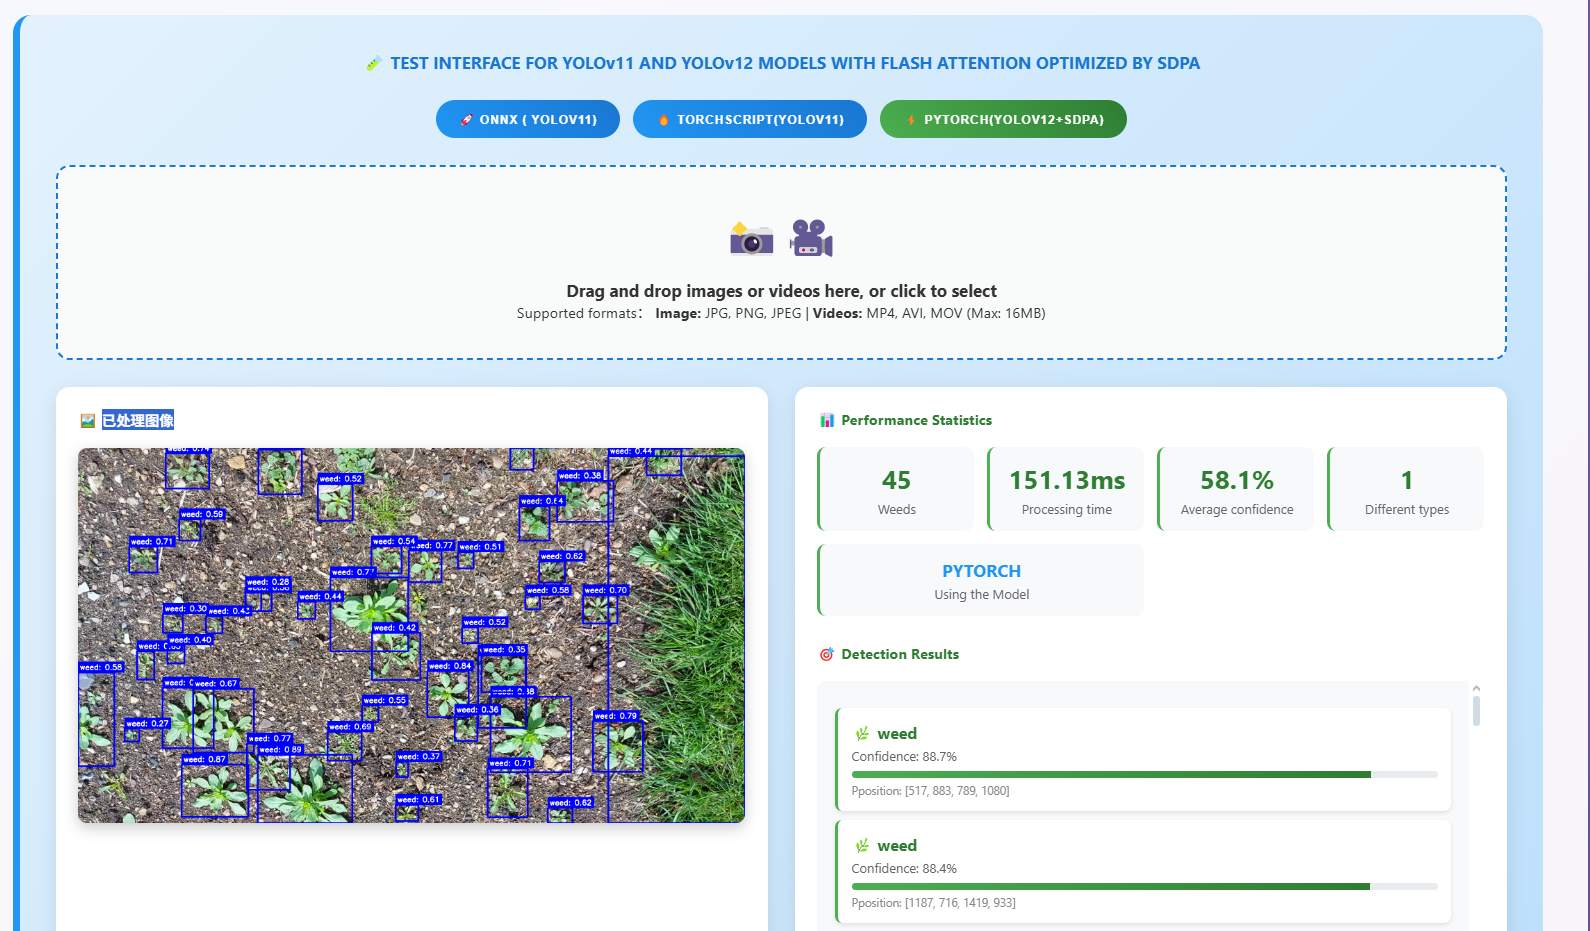 TEST INTERFACE FOR YOLOv11 AND YOLOv12 MODELS WITH FLASH ATTENTION OPTIMIZED BY SDPA
ONNX ( YOLOV11)
TORCHSCRIPT(YOLOV11)
PYTORCH(YOLOV12+SDPA)
Drag and drop images or videos here, or click to select
Supported formats： Image: JPG, PNG, JPEG | Videos: MP4, AVI, MOV (Max: 16MB)
已处理图像
weed: 0.44
weed: 0.38
weed: 0.52
weed: 0.59
weed: 0.54
weed: 0.77
weed: 0.51
weed: 0.71
weed: 0.62
weed: 0.28
weed: 0.44
weed: 0.58
weed: 0.70
weed: 0.30
weed: 0.43
weed: 0.40
weed: 0.52
weed: 0.42
weed: 0.35
weed: 0.58
weed: 0.84
weed: 0.67
weed: 0.55
weed: 0.36
weed: 0.79
weed: 0.27
weed: 0.69
weed: 0.77
weed: 0.89
weed: 0.87
weed: 0.37
weed: 0.71
weed: 0.61
weed: 0.62
Performance Statistics
45
Weeds
151.13ms
Processing time
58.1%
Average confidence
1
Different types
PYTORCH
Using the Model
Detection Results
weed
Confidence: 88.7%
Pposition: [517, 883, 789, 1080]
weed
Confidence: 88.4%
Pposition: [1187, 716, 1419, 933]